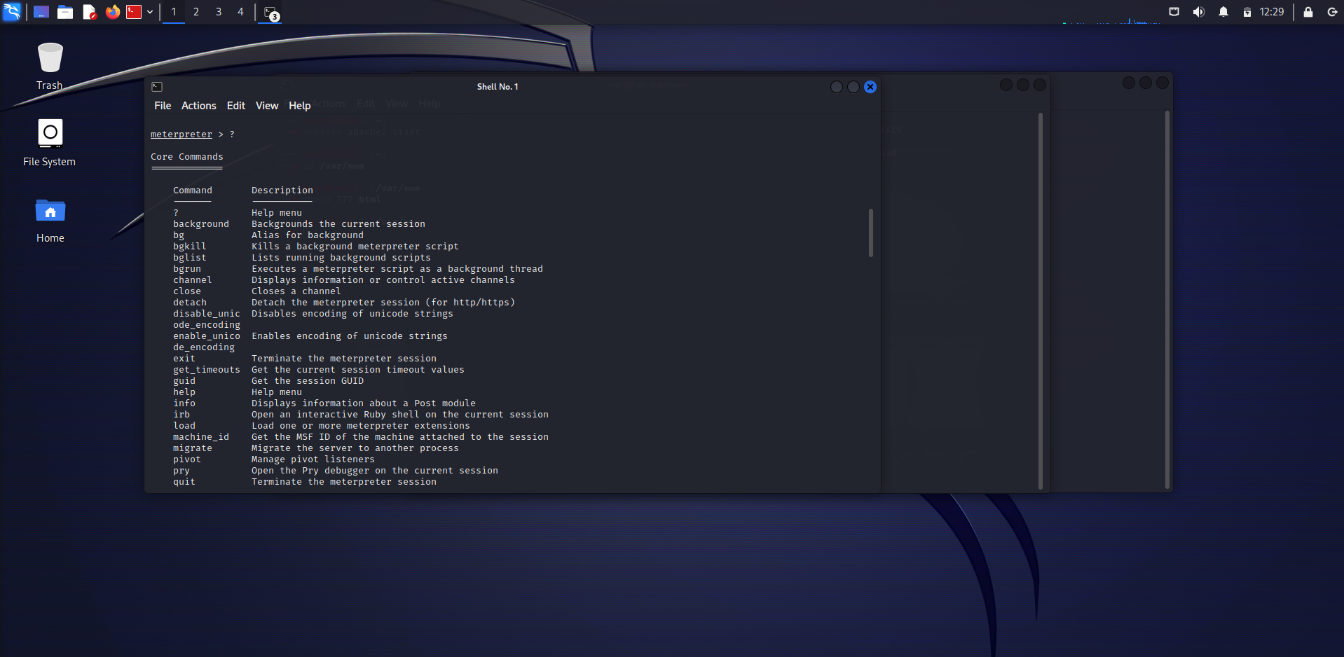 1 2 3 4
3
12:29
Trash
File System
Home
Shell No. 1
File Actions Edit View Help
meterpreter > ?
Core Commands
Command Description
? Help menu
background Backgrounds the current session
bg Alias for background
bgkill Kills a background meterpreter script
bglist Lists running background scripts
bgrun Executes a meterpreter script as a background thread
channel Displays information or control active channels
close Closes a channel
detach Detach the meterpreter session (for http/https)
disable_unic Disables encoding of unicode strings
ode_encoding
enable_unico Enables encoding of unicode strings
de_encoding
exit Terminate the meterpreter session
get_timeouts Get the current session timeout values
guid Get the session GUID
help Help menu
info Displays information about a Post module
irb Open an interactive Ruby shell on the current session
load Load one or more meterpreter extensions
machine_id Get the MSF ID of the machine attached to the session
migrate Migrate the server to another process
pivot Manage pivot listeners
pry Open the Pry debugger on the current session
quit Terminate the meterpreter session